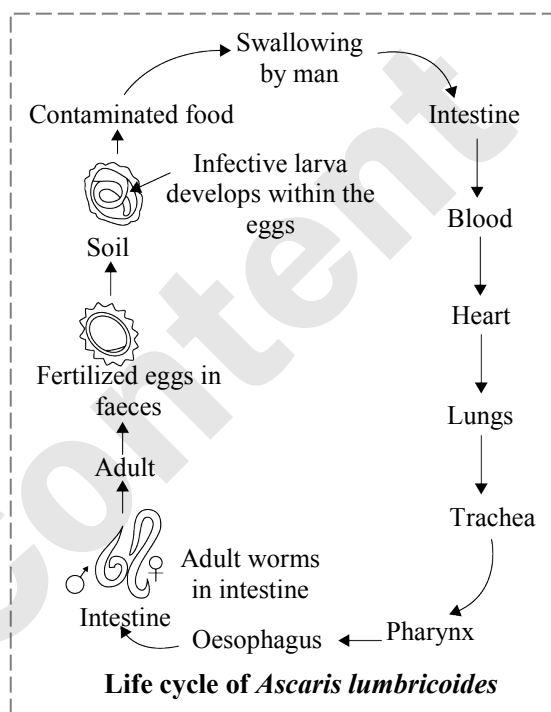 Swallowing
by man
Contaminated food
Intestine
Infective larva
develops within the
eggs
Blood
Soil
Heart
Fertilized eggs in
faeces
Lungs
Adult
Trachea
Adult worms
in intestine
Intestine
Oesophagus
Pharynx
Life cycle of Ascaris lumbricoides
content